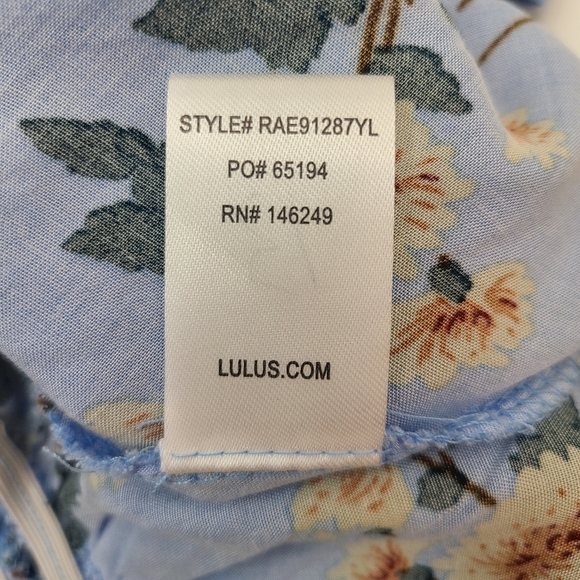 STYLE# RAE91287YL
PO# 65194
RN# 146249
LULUS.COM